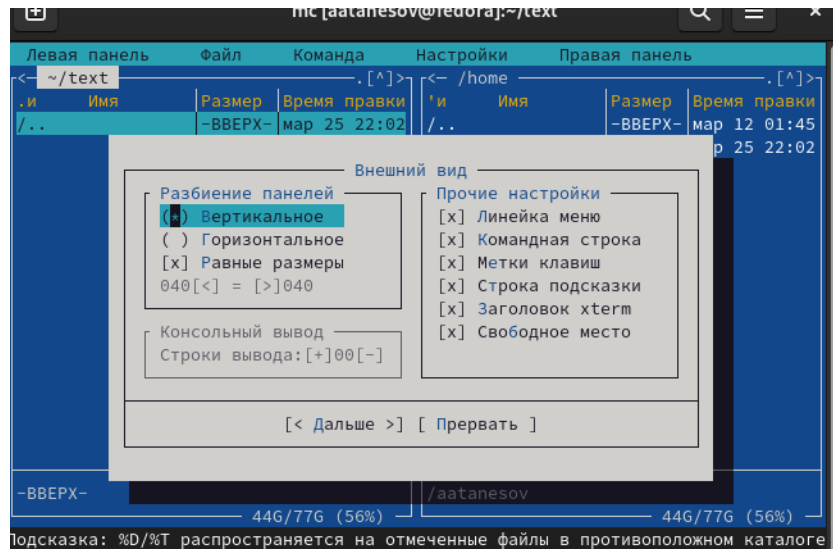 mc [aatanesov@fedora]:~/text
Левая панель Файл Команда Настройки Правая панель
<— ~/text .[^]> <— /home .[^]>
.и Имя Размер Время правки 'и Имя Размер Время правки
/.. -ВВЕРХ- мар 25 22:02 /.. -ВВЕРХ- мар 12 01:45
р 25 22:02
Внешний вид
Разбиение панелей
(*) Вертикальное
( ) Горизонтальное
[x] Равные размеры
040[<] = [>]040
Консольный вывод
Строки вывода:[+]00[-]
Прочие настройки
[x] Линейка меню
[x] Командная строка
[x] Метки клавиш
[x] Строка подсказки
[x] Заголовок xterm
[x] Свободное место
[< Дальше >] [ Прервать ]
-ВВЕРХ- /aatanesov
44G/77G (56%) 44G/77G (56%)
Подсказка: %D/%T распространяется на отмеченные файлы в противоположном каталоге